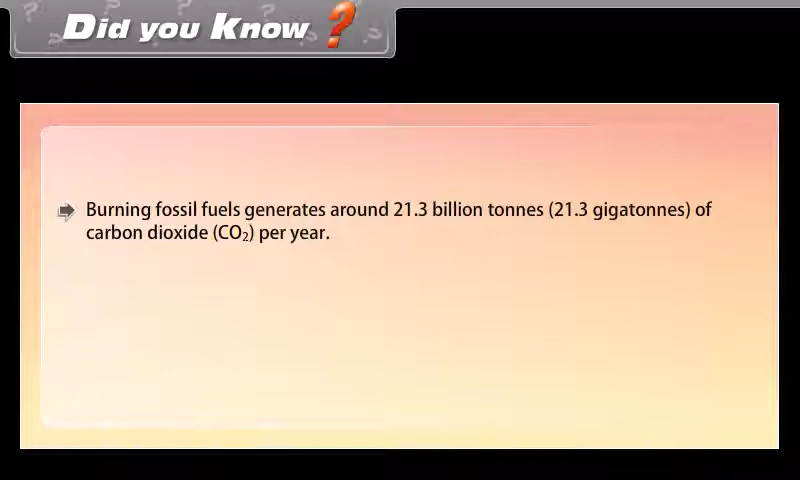 Did you Know ?
Burning fossil fuels generates around 21.3 billion tonnes (21.3 gigatonnes) of
carbon dioxide (CO₂) per year.